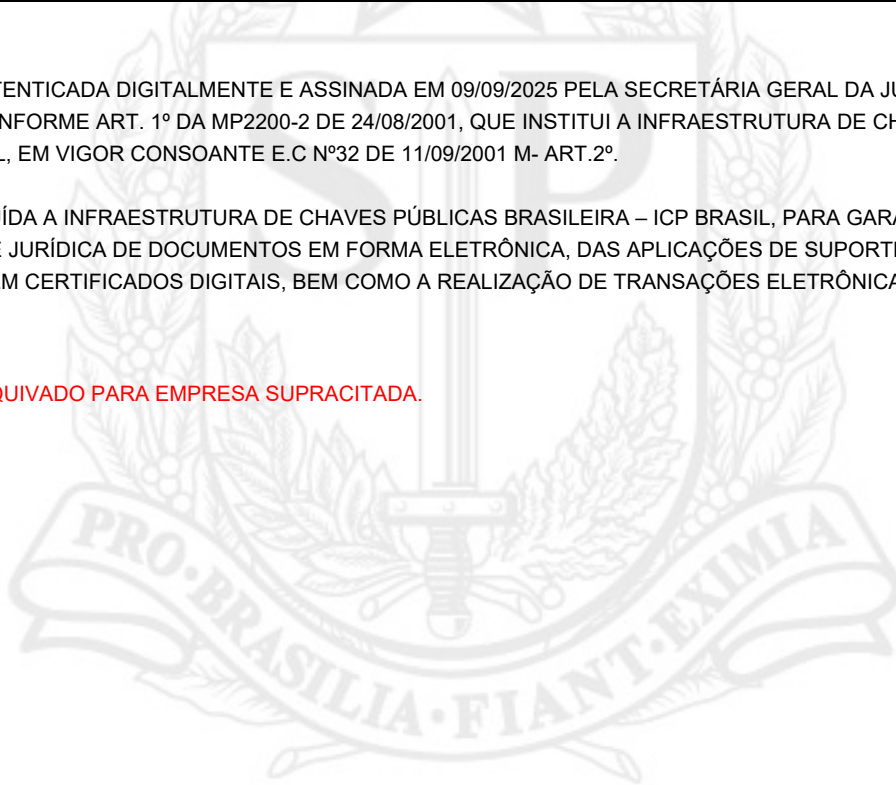 TENTICADA DIGITALMENTE E ASSINADA EM 09/09/2025 PELA SECRETÁRIA GERAL DA JU
NFORME ART. 1º DA MP2200-2 DE 24/08/2001, QUE INSTITUI A INFRAESTRUTURA DE CH
L, EM VIGOR CONSOANTE E.C Nº32 DE 11/09/2001 M- ART.2º.
ÍDA A INFRAESTRUTURA DE CHAVES PÚBLICAS BRASILEIRA – ICP BRASIL, PARA GARA
E JURÍDICA DE DOCUMENTOS EM FORMA ELETRÔNICA, DAS APLICAÇÕES DE SUPORTE
EM CERTIFICADOS DIGITAIS, BEM COMO A REALIZAÇÃO DE TRANSAÇÕES ELETRÔNICA
QUIVADO PARA EMPRESA SUPRACITADA.
SP
PRO·BRASILIA·FIANT·EXIMIA